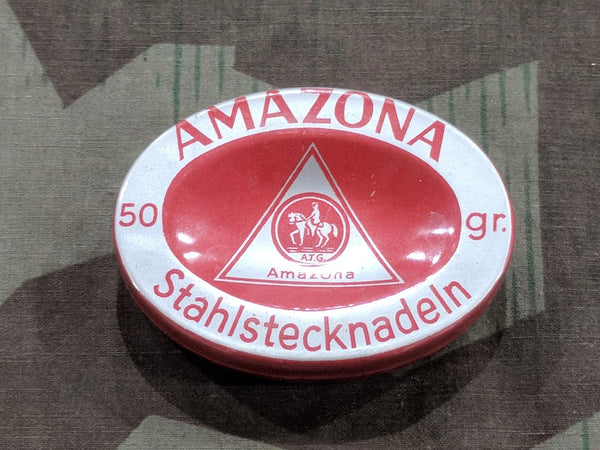 AMAZONA
50 gr.
A.T.G.
Amazona
Stahlstecknadeln